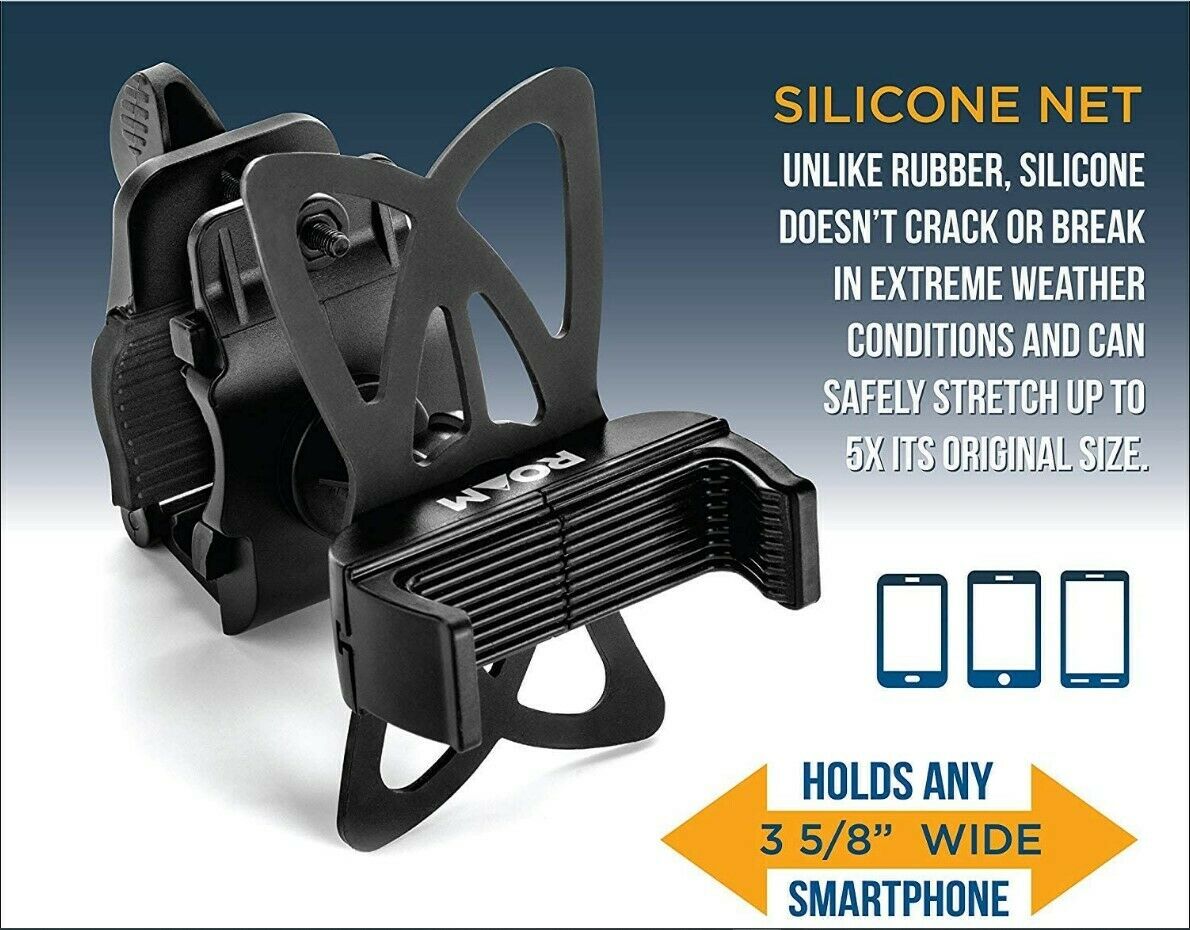 SILICONE NET
UNLIKE RUBBER, SILICONE
DOESN'T CRACK OR BREAK
IN EXTREME WEATHER
CONDITIONS AND CAN
SAFELY STRETCH UP TO
5X ITS ORIGINAL SIZE.
ROAM
HOLDS ANY
3 5/8” WIDE
SMARTPHONE